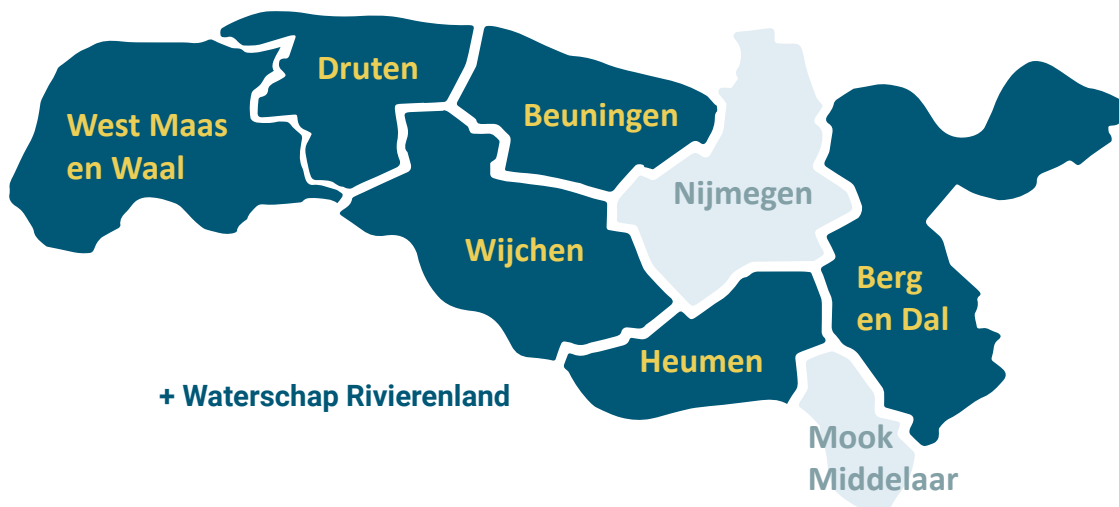 Druten
Beuningen
West Maas
en Waal
Nijmegen
Wijchen
Berg
en Dal
Heumen
+ Waterschap Rivierenland
Mook
Middelaar